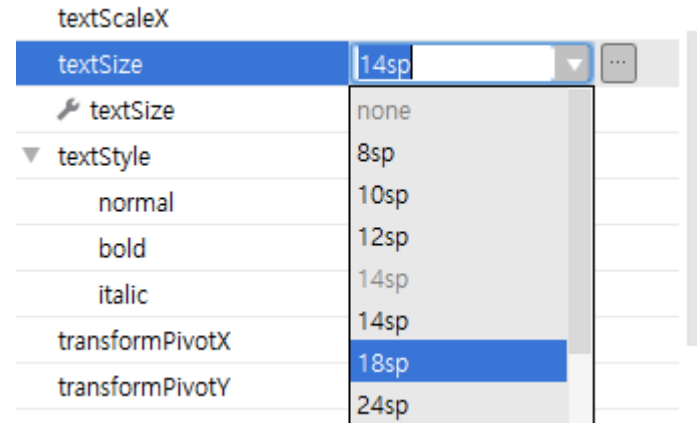 textScaleX
textSize 14sp ...
textSize none
textStyle 8sp
normal 10sp
bold 12sp
italic 14sp
transformPivotX 14sp
transformPivotY 18sp
24sp